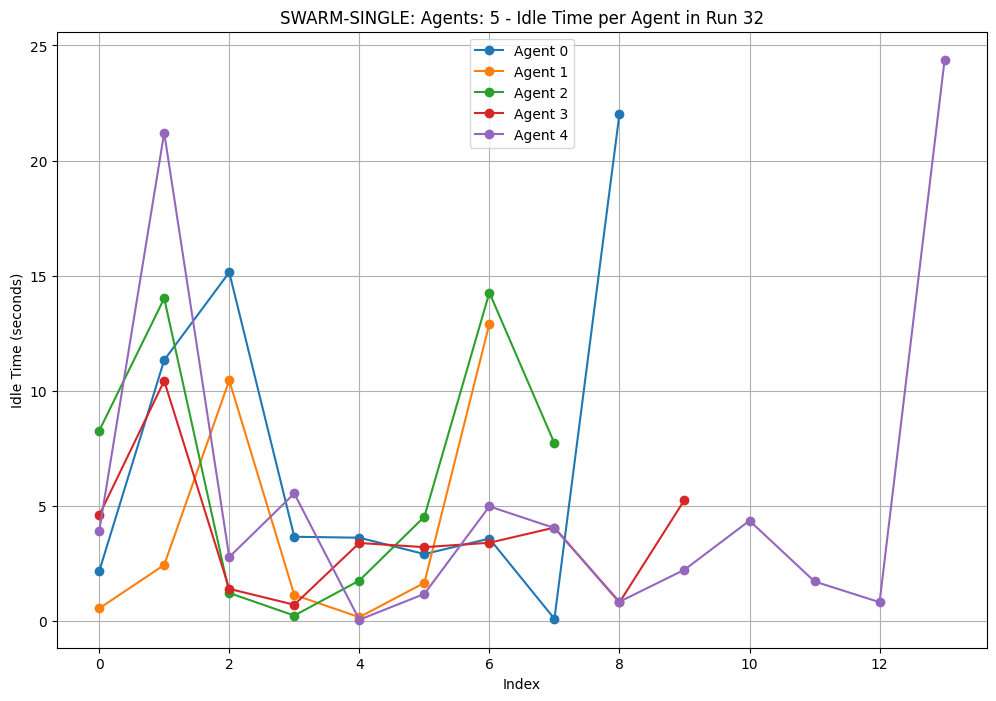 SWARM-SINGLE: Agents: 5 - Idle Time per Agent in Run 32
Agent 0
Agent 1
Agent 2
Agent 3
Agent 4
Idle Time (seconds)
25
20
15
10
5
0
0 2 4 6 8 10 12
Index